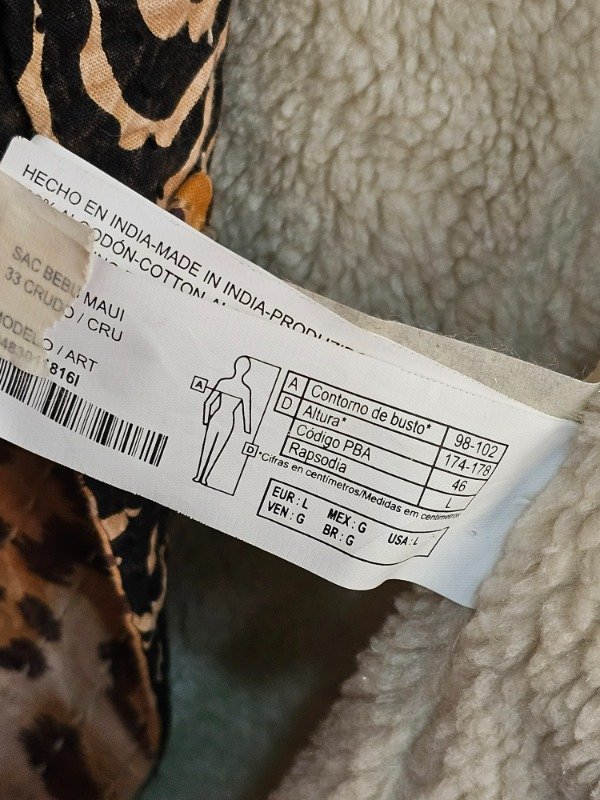 HECHO EN INDIA-MADE IN INDIA-PRODUZIDO
ALGODÓN-COTTON
SAC BEBU MAUI
33 CRUDO / CRU
MODELO / ART
816I
A
D
A Contorno de busto* 98-102
D Altura* 174-178
Código PBA 46
Rapsodia L
*Cifras en centímetros/Medidas em centímetros
EUR : L MEX : G USA : L
VEN : G BR : G